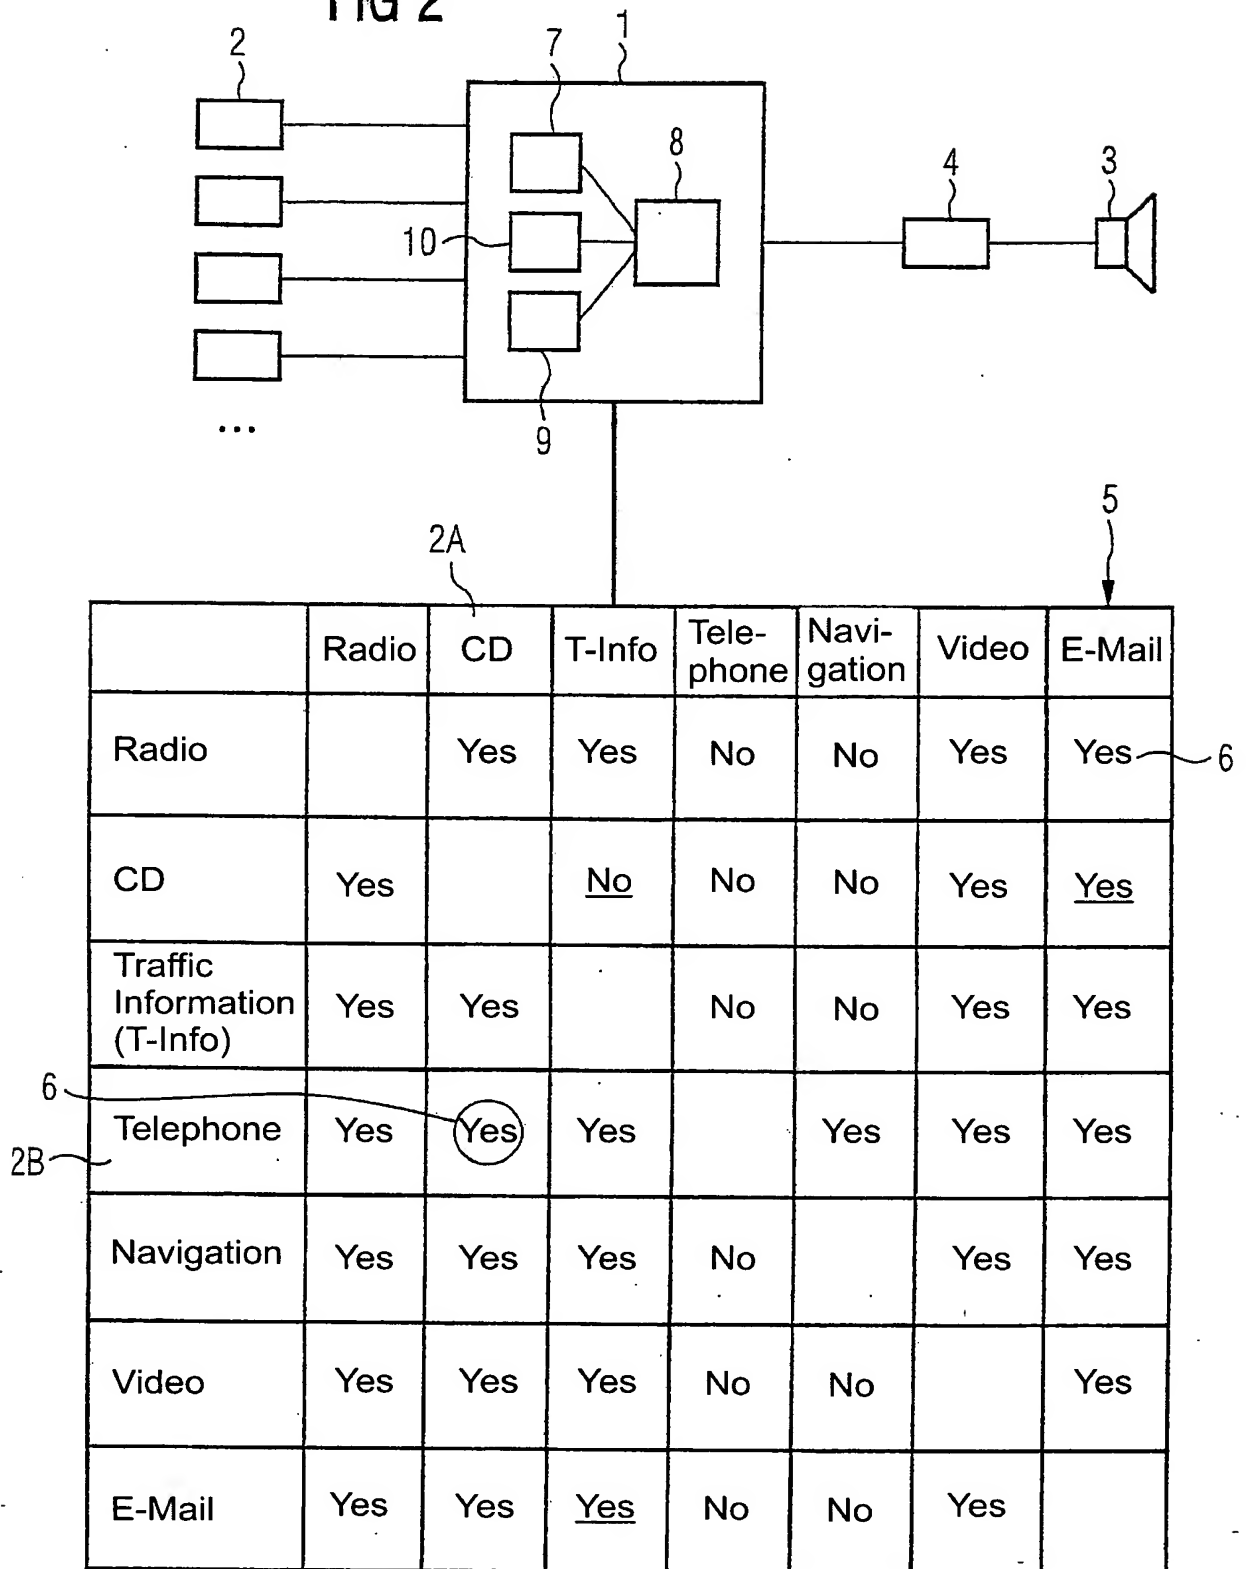 FIG 2
1
2
7
8
4
3
10
9
...
5
2A
Radio CD T-Info Tele-phone Navi-gation Video E-Mail
Radio Yes Yes No No Yes Yes 6
CD Yes No No No Yes Yes
Traffic
Information
(T-Info) Yes Yes No No Yes Yes
6
Telephone Yes Yes Yes Yes Yes Yes
2B
Navigation Yes Yes Yes No Yes Yes
Video Yes Yes Yes No No Yes
E-Mail Yes Yes Yes No No Yes